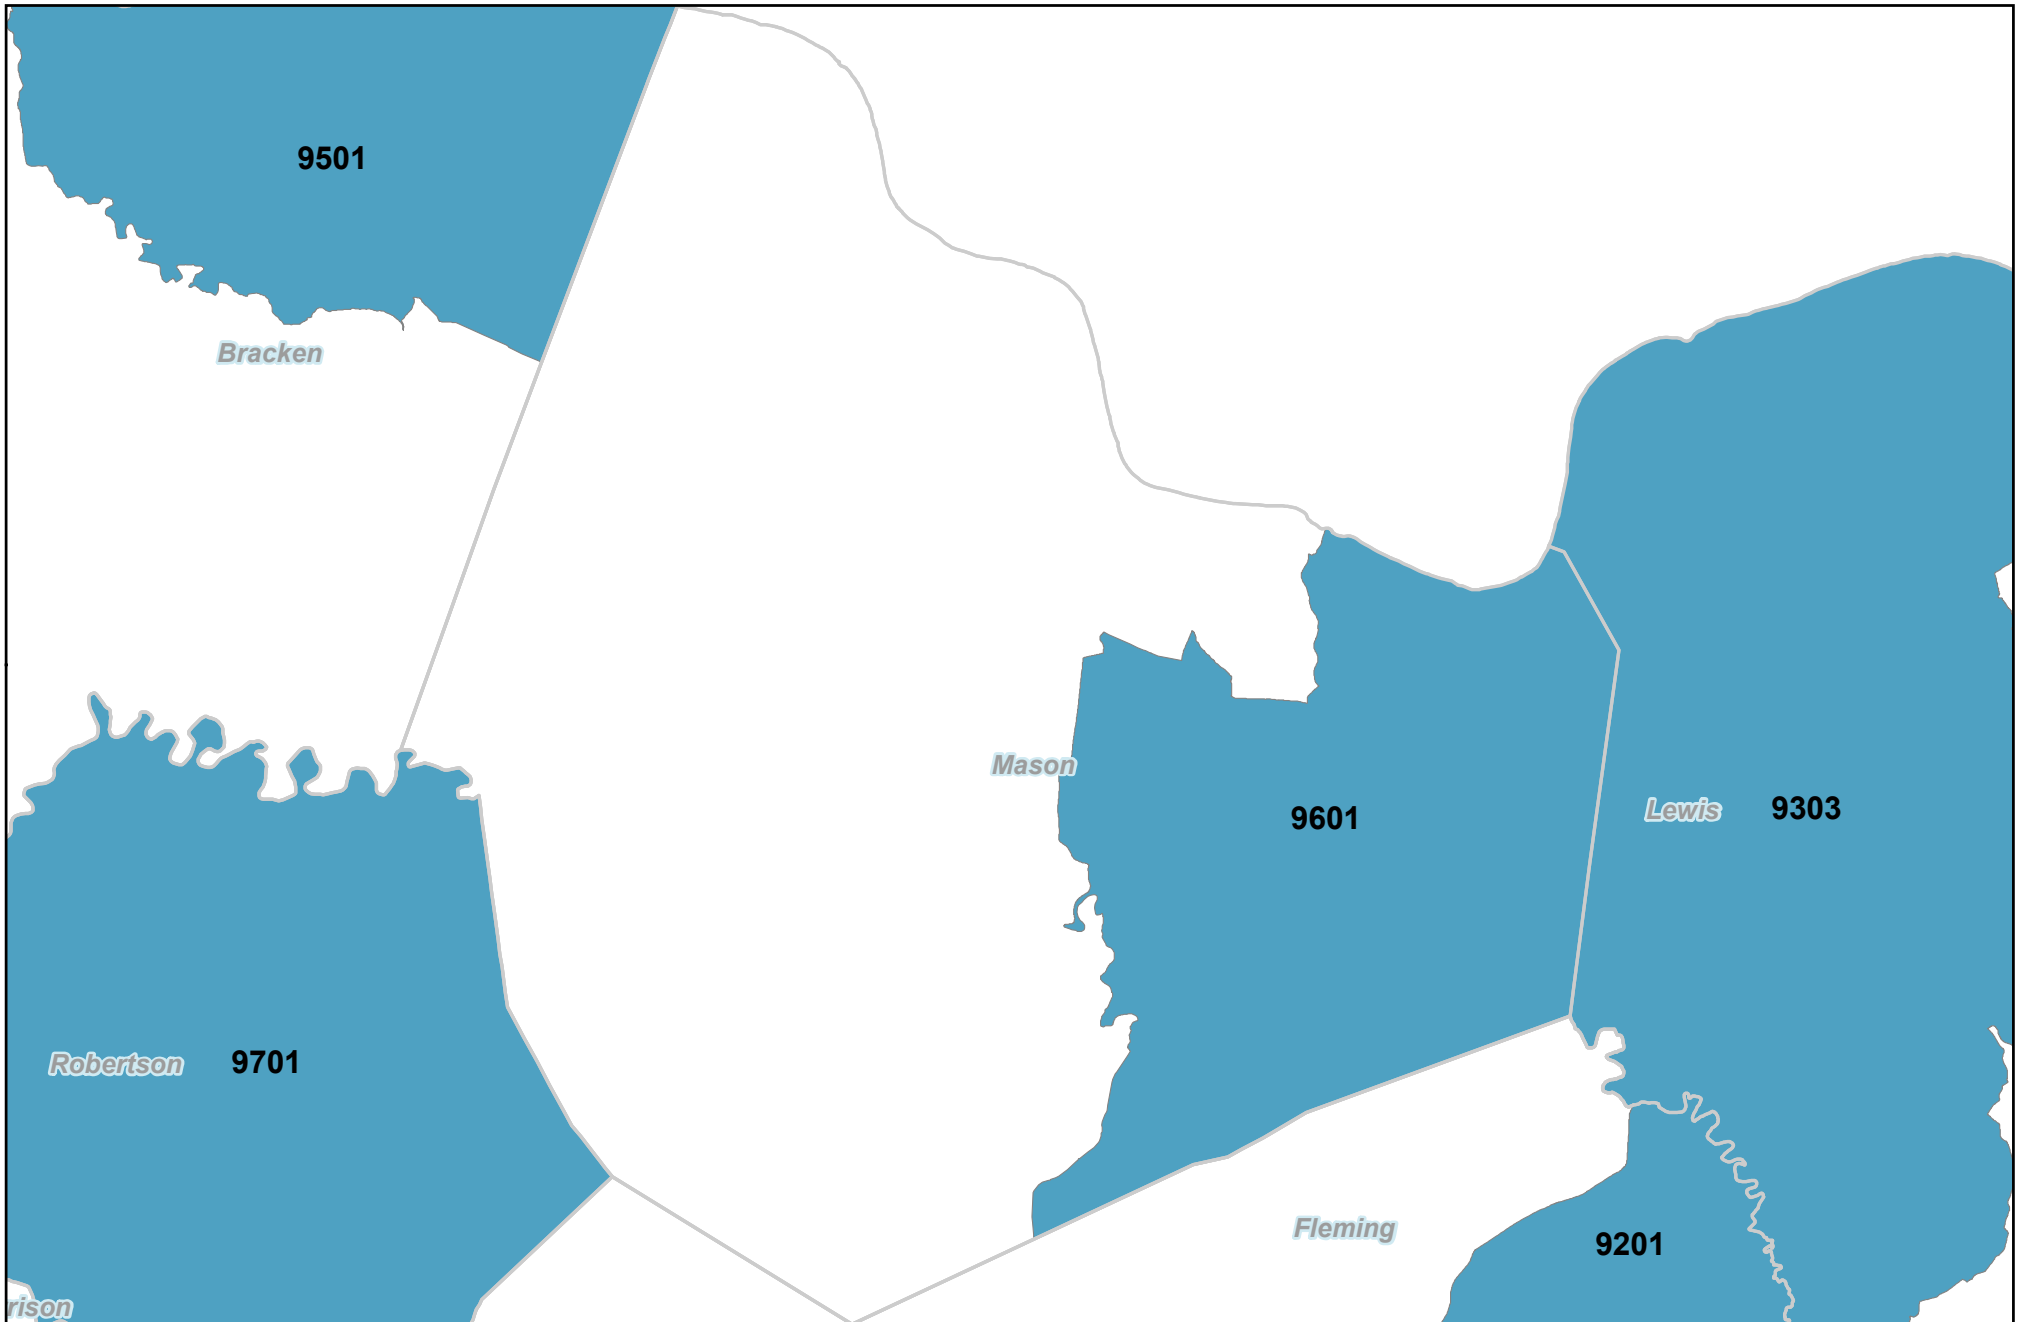 9501
Bracken
Mason
9601
Lewis 9303
Robertson 9701
Fleming
9201
rison